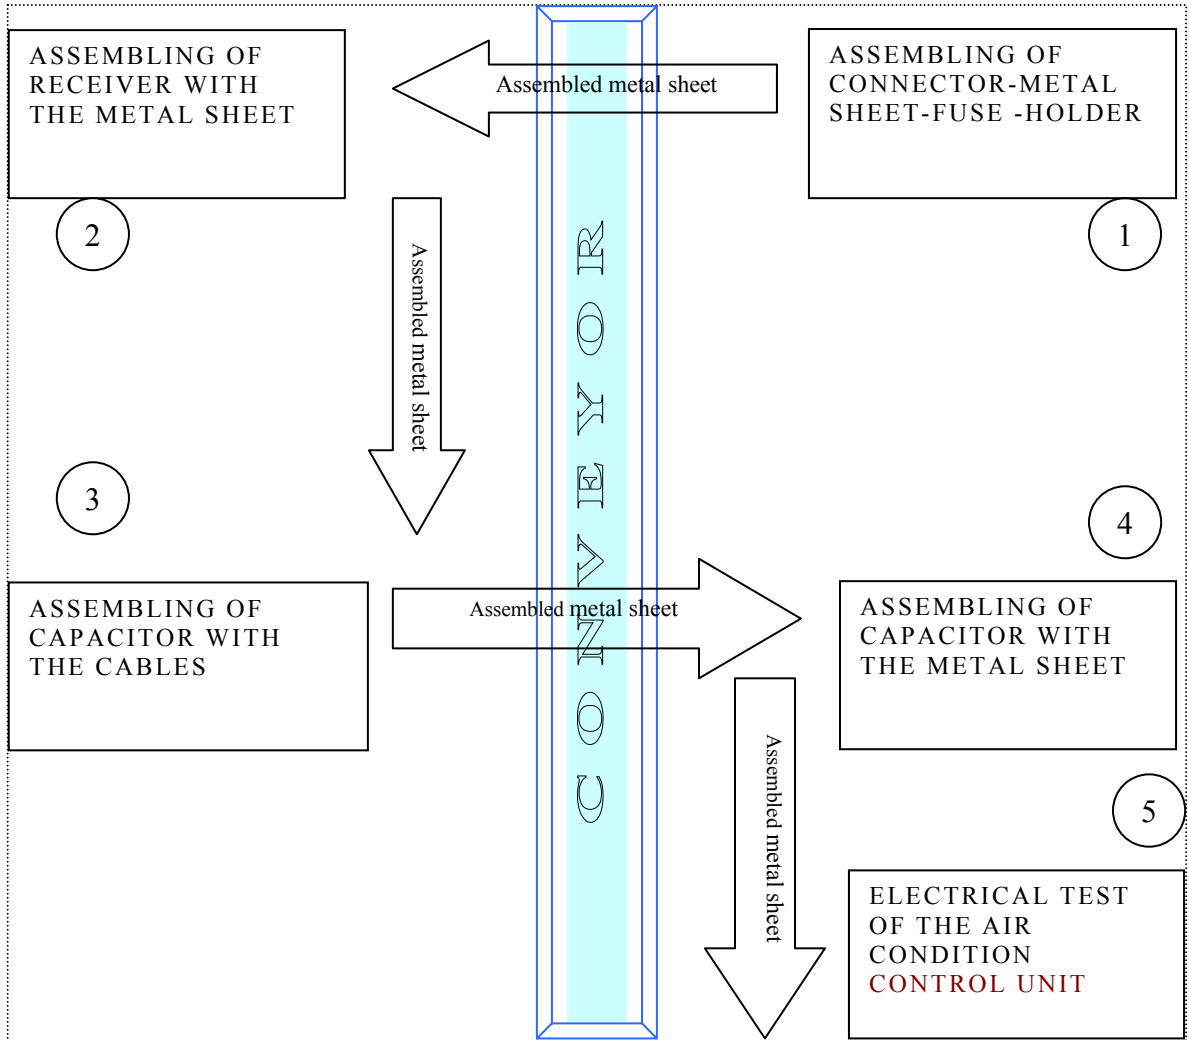 ASSEMBLING OF
RECEIVER WITH
THE METAL SHEET
2
Assembled metal sheet
ASSEMBLING OF
CONNECTOR-METAL
SHEET-FUSE -HOLDER
1
Assembled metal sheet
CONVEYOR
3
ASSEMBLING OF
CAPACITOR WITH
THE CABLES
Assembled metal sheet
4
ASSEMBLING OF
CAPACITOR WITH
THE METAL SHEET
Assembled metal sheet
5
ELECTRICAL TEST
OF THE AIR
CONDITION
CONTROL UNIT